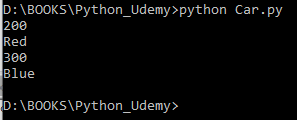 D:\BOOKS\Python_Udemy>python Car.py
200
Red
300
Blue
D:\BOOKS\Python_Udemy>